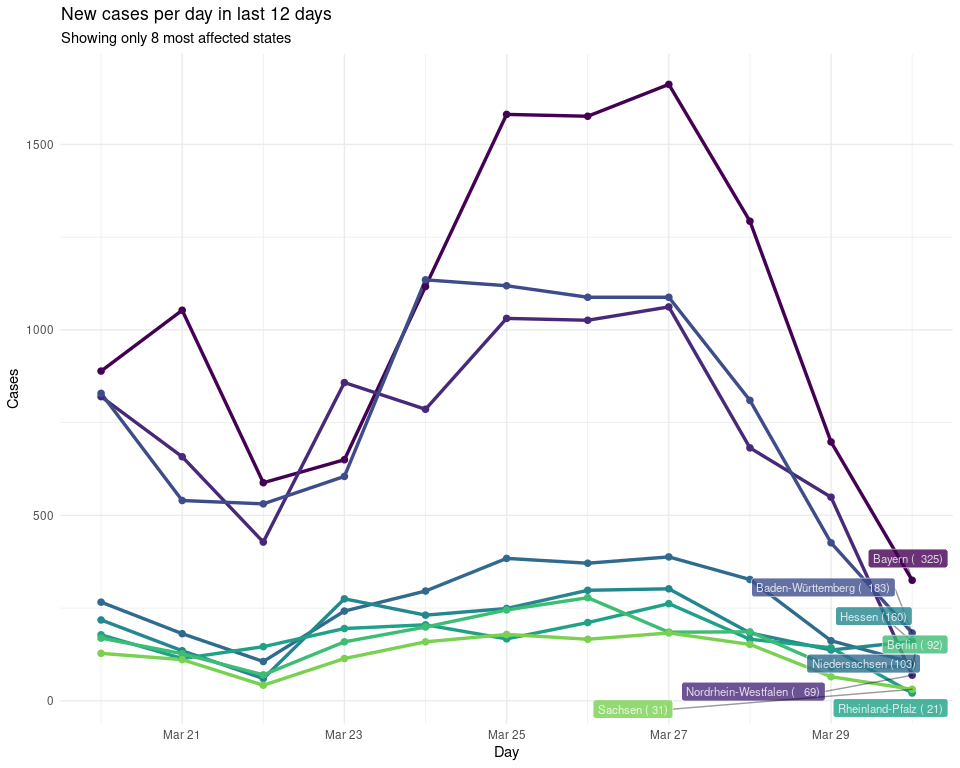 New cases per day in last 12 days
Showing only 8 most affected states
1500
1000
500
0
Cases
Bayern ( 325)
Baden-Württemberg ( 183)
Hessen (160)
Berlin ( 92)
Niedersachsen (103)
Nordrhein-Westfalen ( 69)
Sachsen ( 31)
Rheinland-Pfalz ( 21)
Mar 21
Mar 23
Mar 25
Mar 27
Mar 29
Day